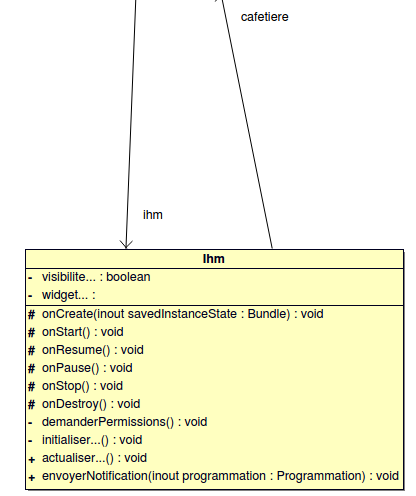 cafetiere
ihm
Ihm
- visibilite... : boolean
- widget... :
# onCreate(inout savedInstanceState : Bundle) : void
# onStart() : void
# onResume() : void
# onPause() : void
# onStop() : void
# onDestroy() : void
- demanderPermissions() : void
- initialiser...() : void
+ actualiser...() : void
+ envoyerNotification(inout programmation : Programmation) : void